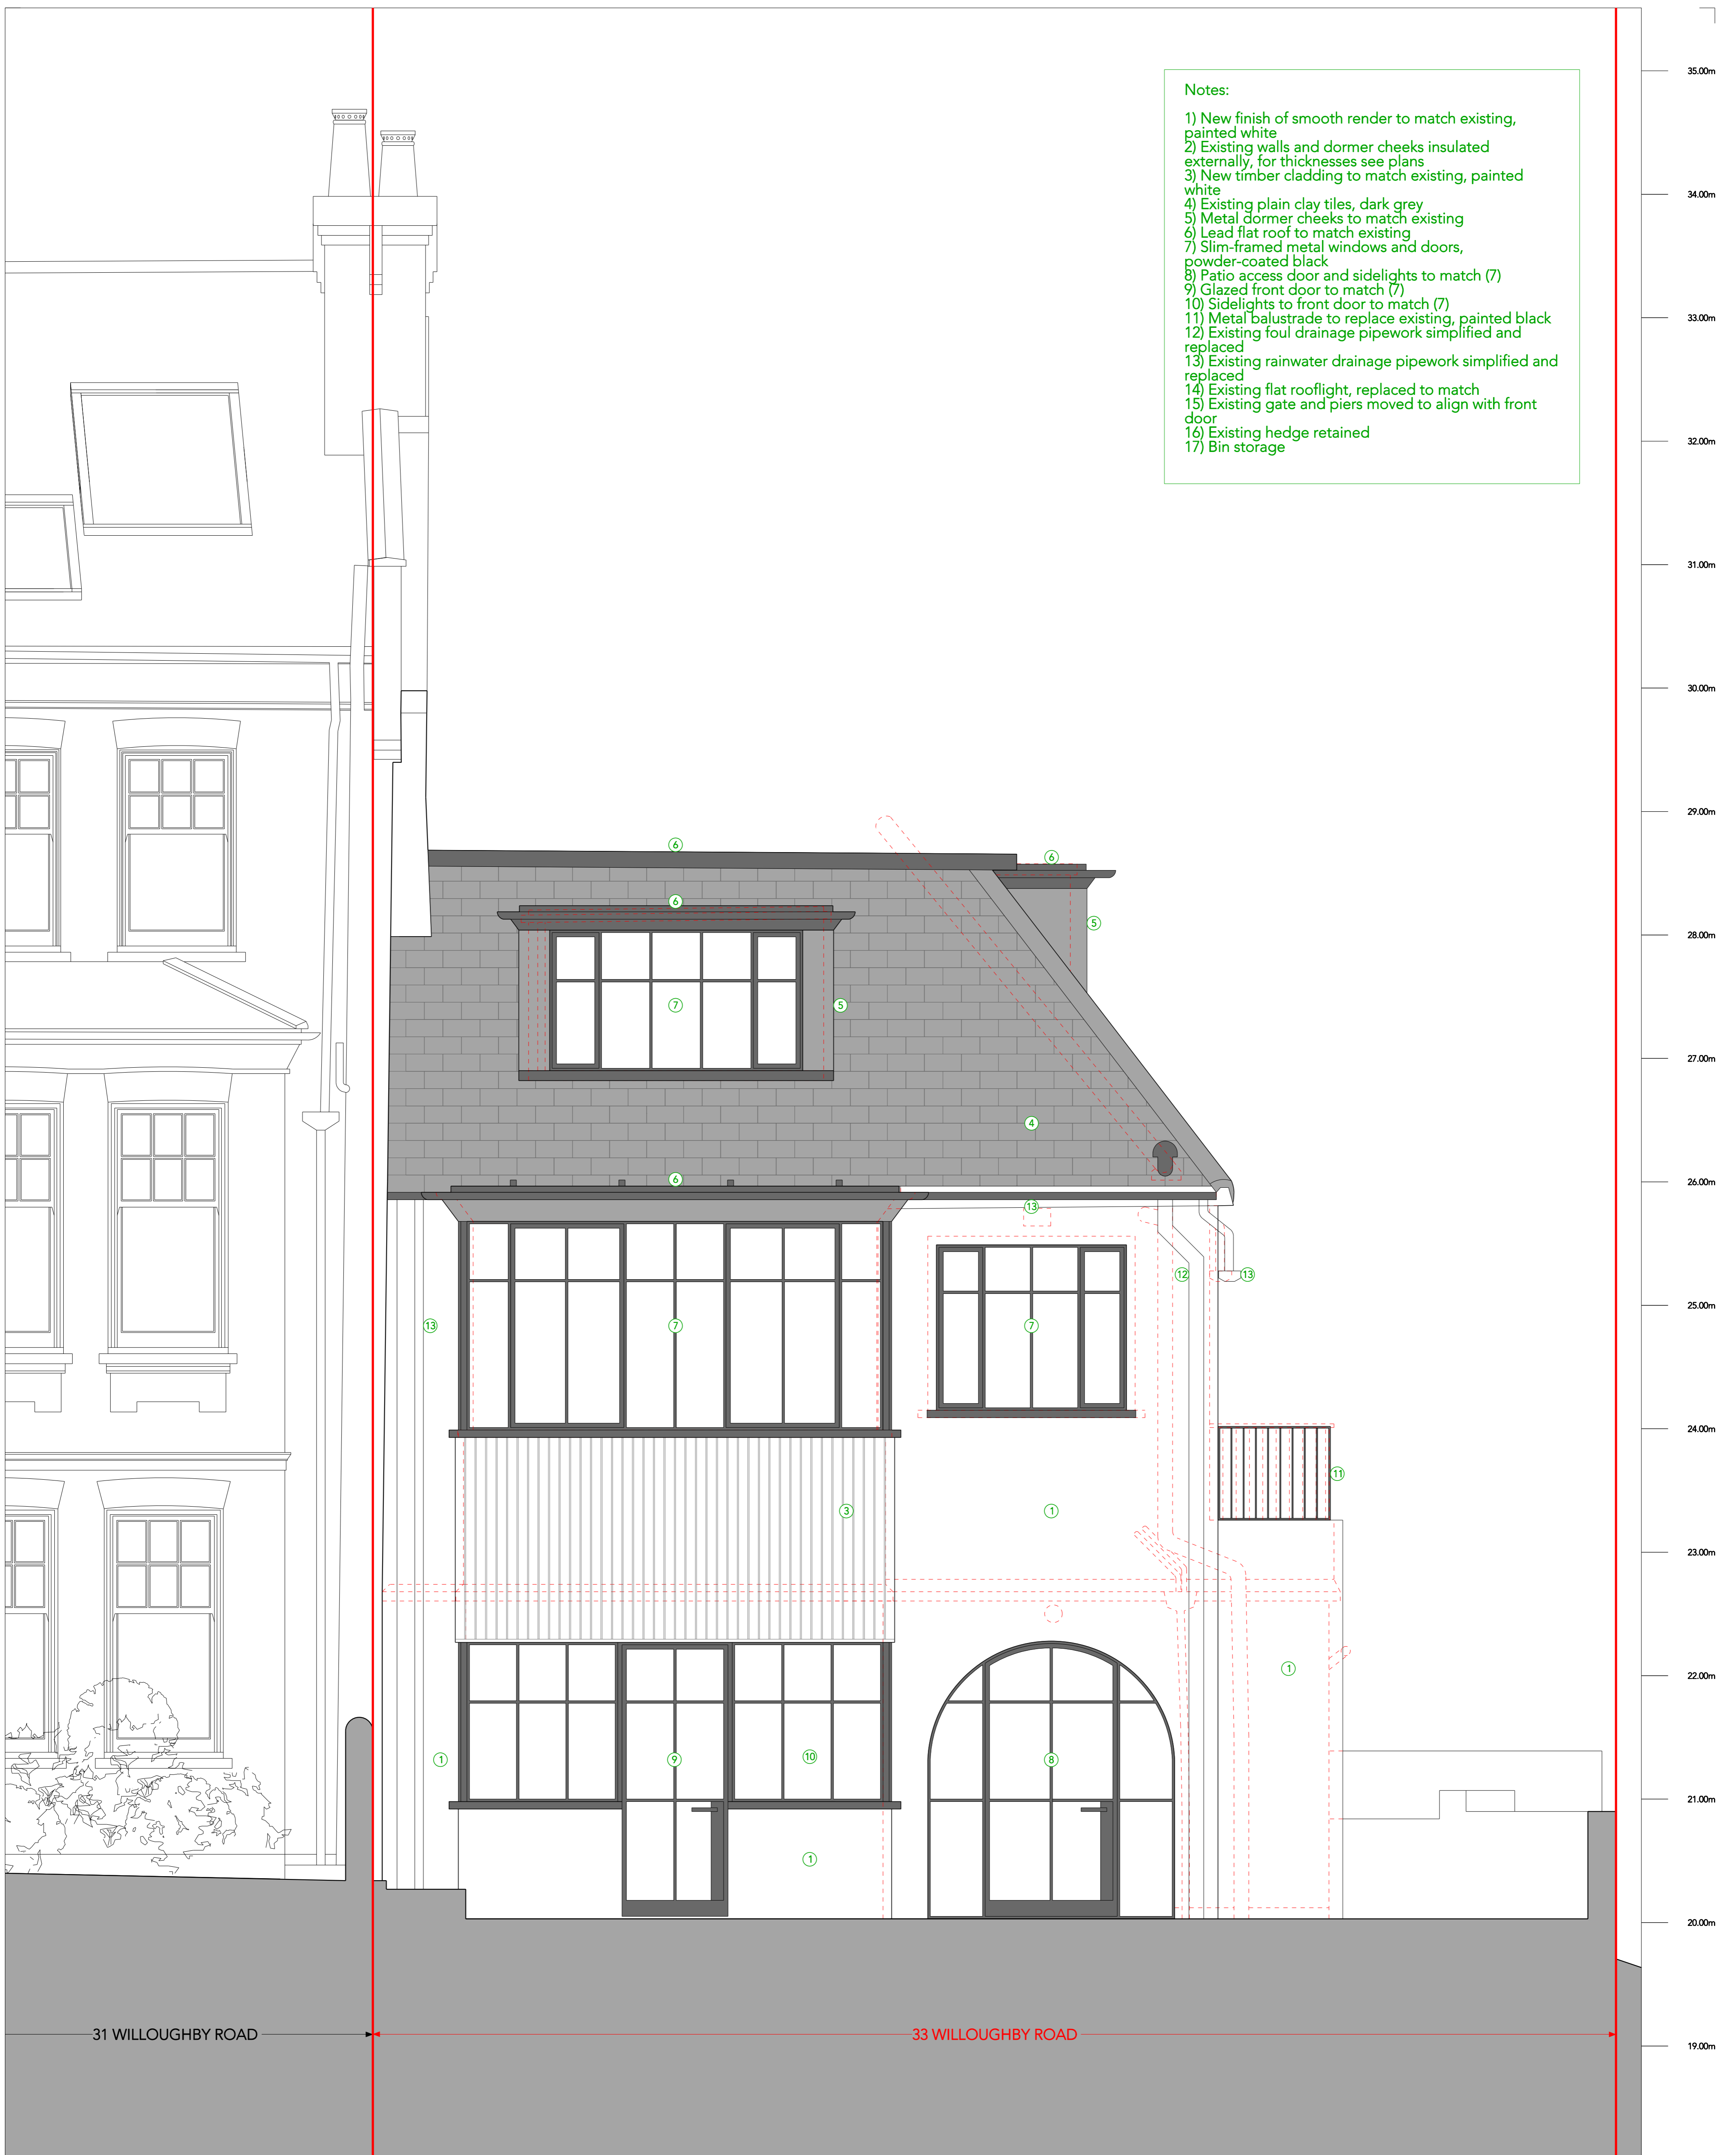 Notes:
1) New finish of smooth render to match existing,
painted white
2) Existing walls and dormer cheeks insulated
externally, for thicknesses see plans
3) New timber cladding to match existing, painted
white
4) Existing plain clay tiles, dark grey
5) Metal dormer cheeks to match existing
6) Lead flat roof to match existing
7) Slim-framed metal windows and doors,
powder-coated black
8) Patio access door and sidelights to match (7)
9) Glazed front door to match (7)
10) Sidelights to front door to match (7)
11) Metal balustrade to replace existing, painted black
12) Existing foul drainage pipework simplified and
replaced
13) Existing rainwater drainage pipework simplified and
replaced
14) Existing flat rooflight, replaced to match
15) Existing gate and piers moved to align with front
door
16) Existing hedge retained
17) Bin storage
35.00m
34.00m
33.00m
32.00m
31.00m
30.00m
29.00m
28.00m
27.00m
26.00m
25.00m
24.00m
23.00m
22.00m
21.00m
20.00m
19.00m
6
6
6
5
7
5
4
6
13
12
13
13
7
7
11
3
1
1
1
9
10
8
1
31 WILLOUGHBY ROAD
33 WILLOUGHBY ROAD